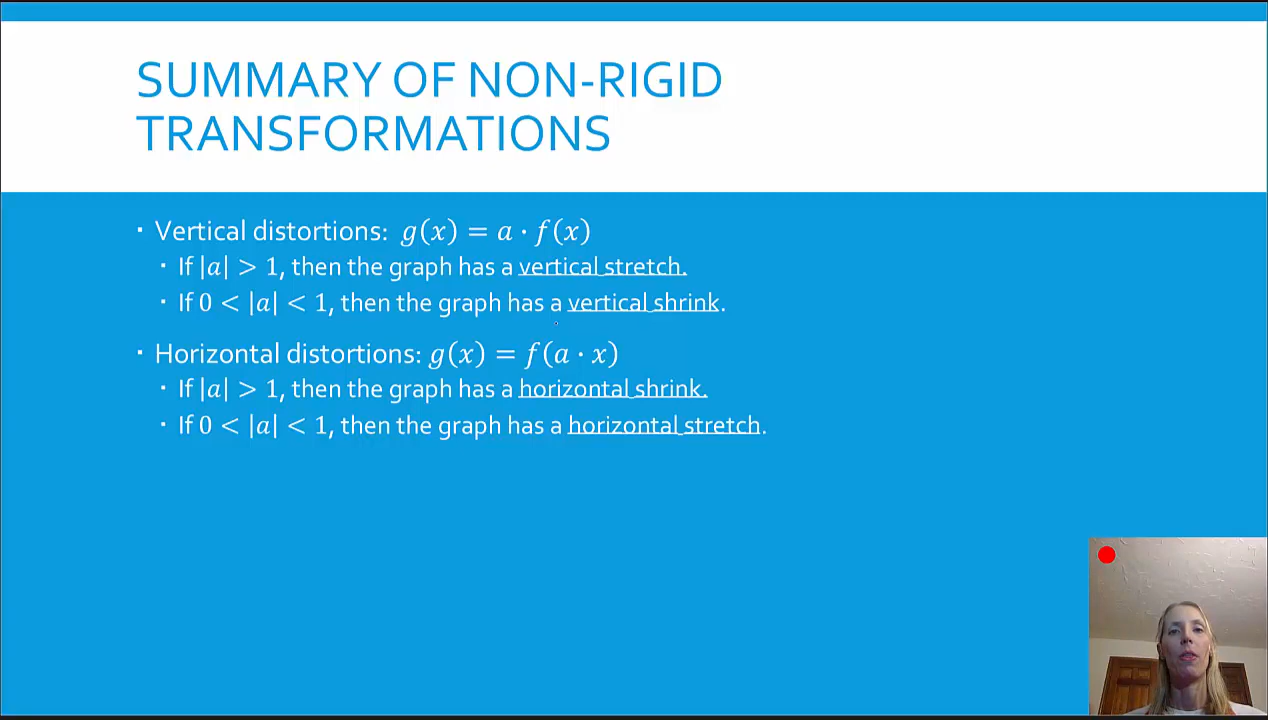 SUMMARY OF NON-RIGID
TRANSFORMATIONS
▪ Vertical distortions: g(x) = a · f(x)
▪ If |a| > 1, then the graph has a vertical stretch.
▪ If 0 < |a| < 1, then the graph has a vertical shrink.
▪ Horizontal distortions: g(x) = f(a · x)
▪ If |a| > 1, then the graph has a horizontal shrink.
▪ If 0 < |a| < 1, then the graph has a horizontal stretch.